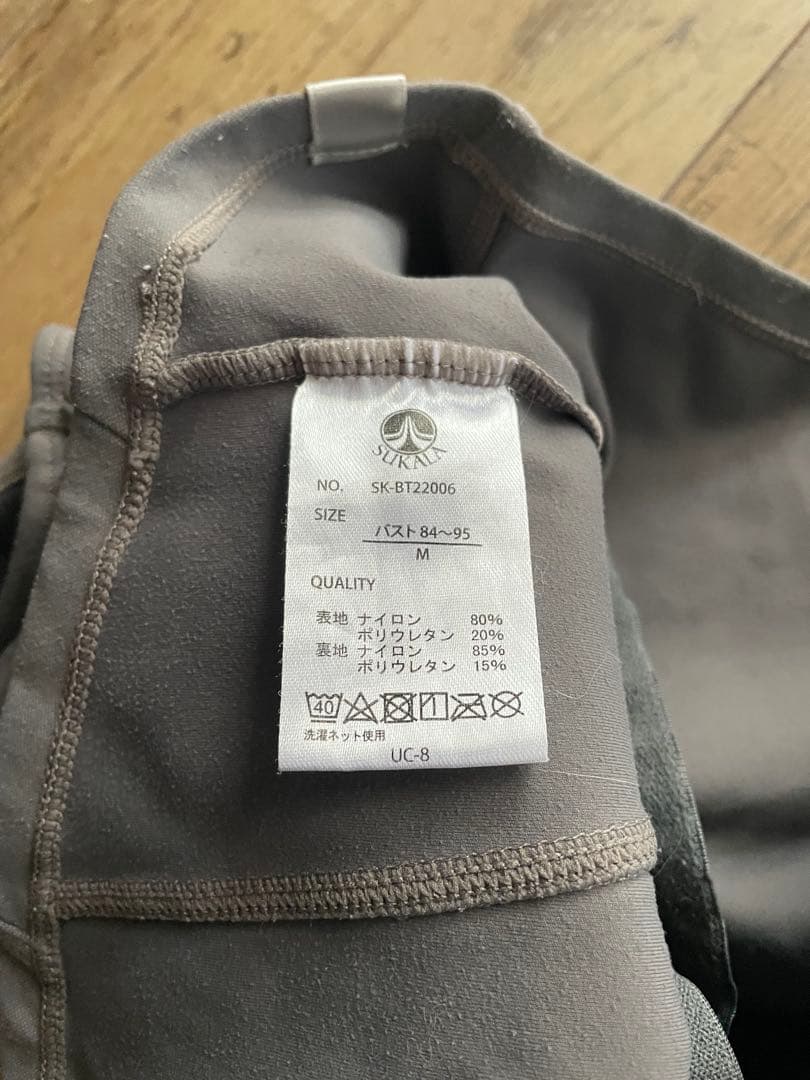 SUKALA
NO. SK-BT22006
SIZE
バスト 84～95
M
QUALITY
表地 ナイロン 80%
ポリウレタン 20%
裏地 ナイロン 85%
ポリウレタン 15%
40
洗濯ネット使用
UC-8